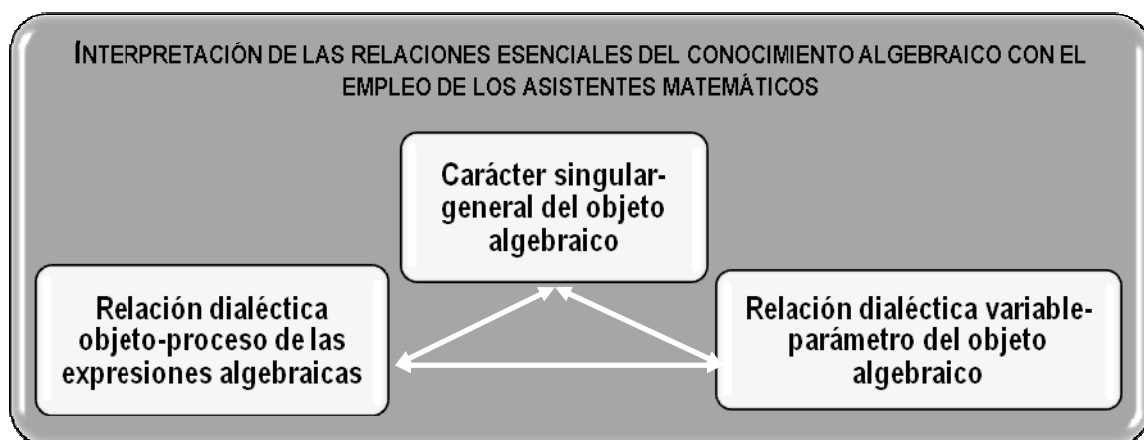 INTERPRETACIÓN DE LAS RELACIONES ESENCIALES DEL CONOCIMIENTO ALGEBRAICO CON EL
EMPLEO DE LOS ASISTENTES MATEMÁTICOS
Carácter singular-
general del objeto
algebraico
Relación dialéctica
objeto-proceso de las
expresiones algebraicas
Relación dialéctica variable-
parámetro del objeto
algebraico